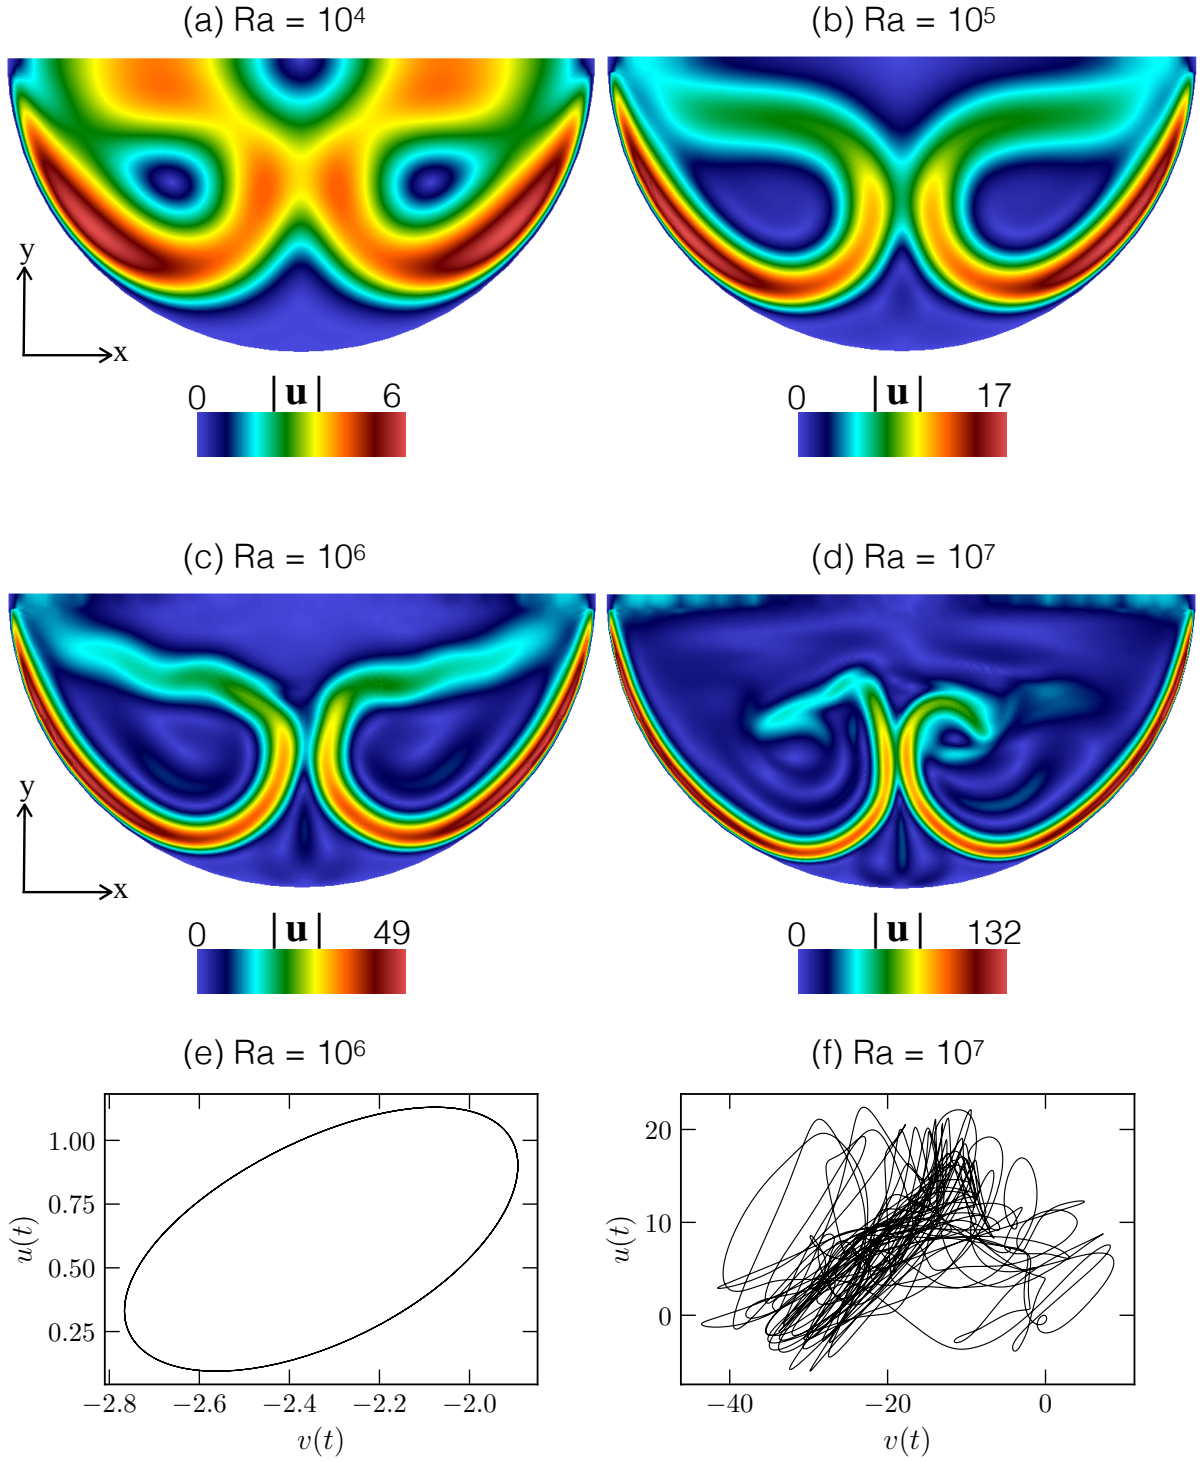 (a) Ra = 10⁴
(b) Ra = 10⁵
y
x
0 |u| 6
0 |u| 17
(c) Ra = 10⁶
(d) Ra = 10⁷
y
x
0 |u| 49
0 |u| 132
(e) Ra = 10⁶
(f) Ra = 10⁷
1.00
0.75
0.50
0.25
u(t)
−2.8 −2.6 −2.4 −2.2 −2.0
v(t)
20
10
0
u(t)
−40 −20 0
v(t)